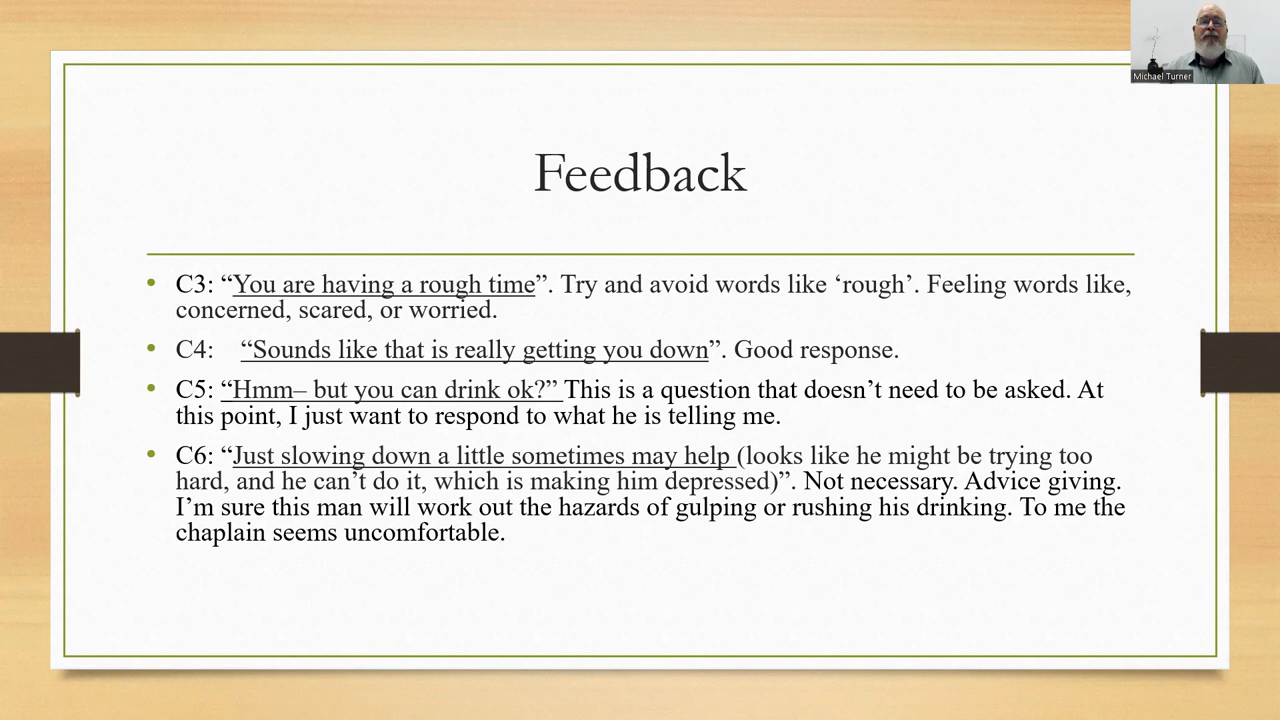 Michael Turner
Feedback
• C3: “You are having a rough time”. Try and avoid words like ‘rough’. Feeling words like,
concerned, scared, or worried.
• C4: “Sounds like that is really getting you down”. Good response.
• C5: “Hmm– but you can drink ok?” This is a question that doesn’t need to be asked. At
this point, I just want to respond to what he is telling me.
• C6: “Just slowing down a little sometimes may help (looks like he might be trying too
hard, and he can’t do it, which is making him depressed)”. Not necessary. Advice giving.
I’m sure this man will work out the hazards of gulping or rushing his drinking. To me the
chaplain seems uncomfortable.